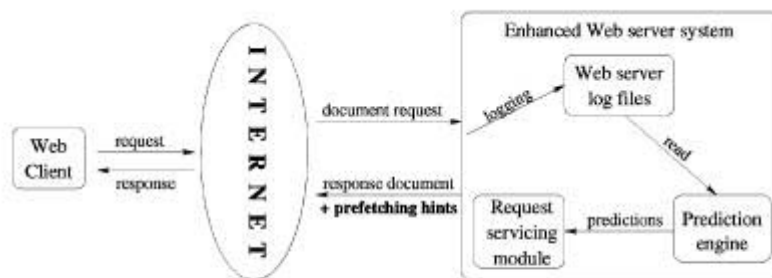 Enhanced Web server system
Web server
log files
logging
read
Prediction
engine
predictions
Request
servicing
module
INTERNET
document request
response document
+ prefetching hints
Web
Client
request
response